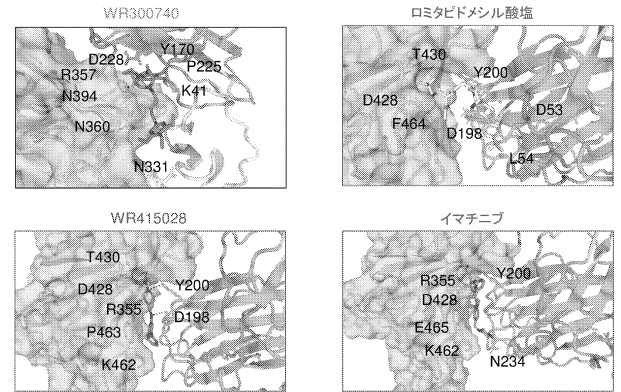 WR300740
D228
Y170
P225
R357
K41
N394
N360
N331
ロミタピドメシル酸塩
T430
Y200
D428
D53
F464
D198
L54
WR415028
T430
Y200
D428
R355
D198
P463
K462
イマチニブ
Y200
R355
D428
E465
K462
N234